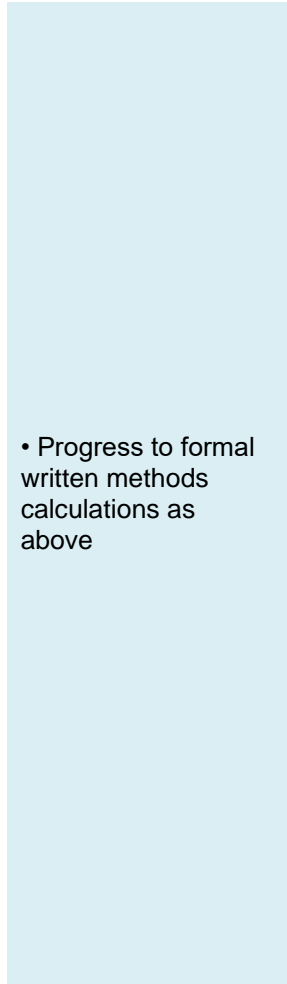 • Progress to formal
written methods
calculations as
above